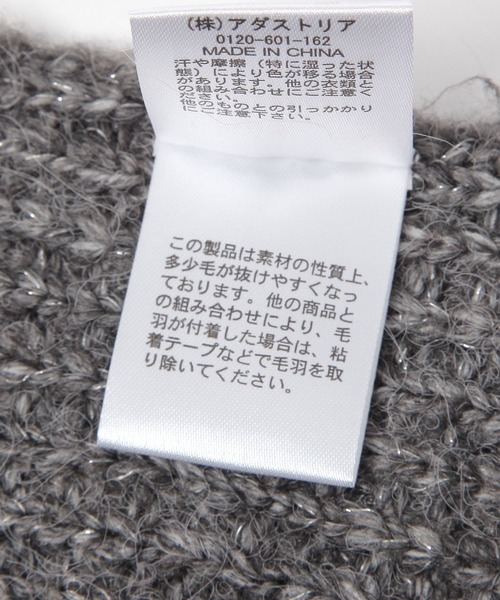 (株)アダストリア
0120-601-162
MADE IN CHINA
汗や摩擦(特に湿った状
態)により色が移る場合
があります。他の衣類と
の組み合わせにご注意く
ださい。
他のものとの引っかかり
にご注意下さい。
この製品は素材の性質上、
多少毛が抜けやすくなっ
ております。他の商品と
の組み合わせにより、毛
羽が付着した場合は、粘
着テープなどで毛羽を取
り除いてください。